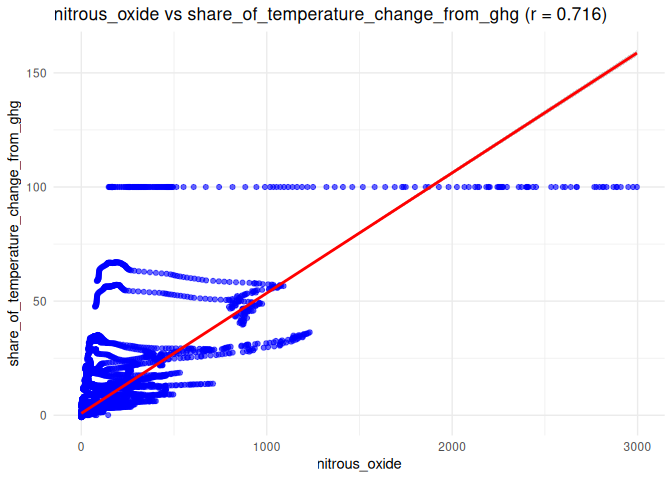 nitrous_oxide vs share_of_temperature_change_from_ghg (r = 0.716)
share_of_temperature_change_from_ghg
150
100
50
0
0 1000 2000 3000
nitrous_oxide